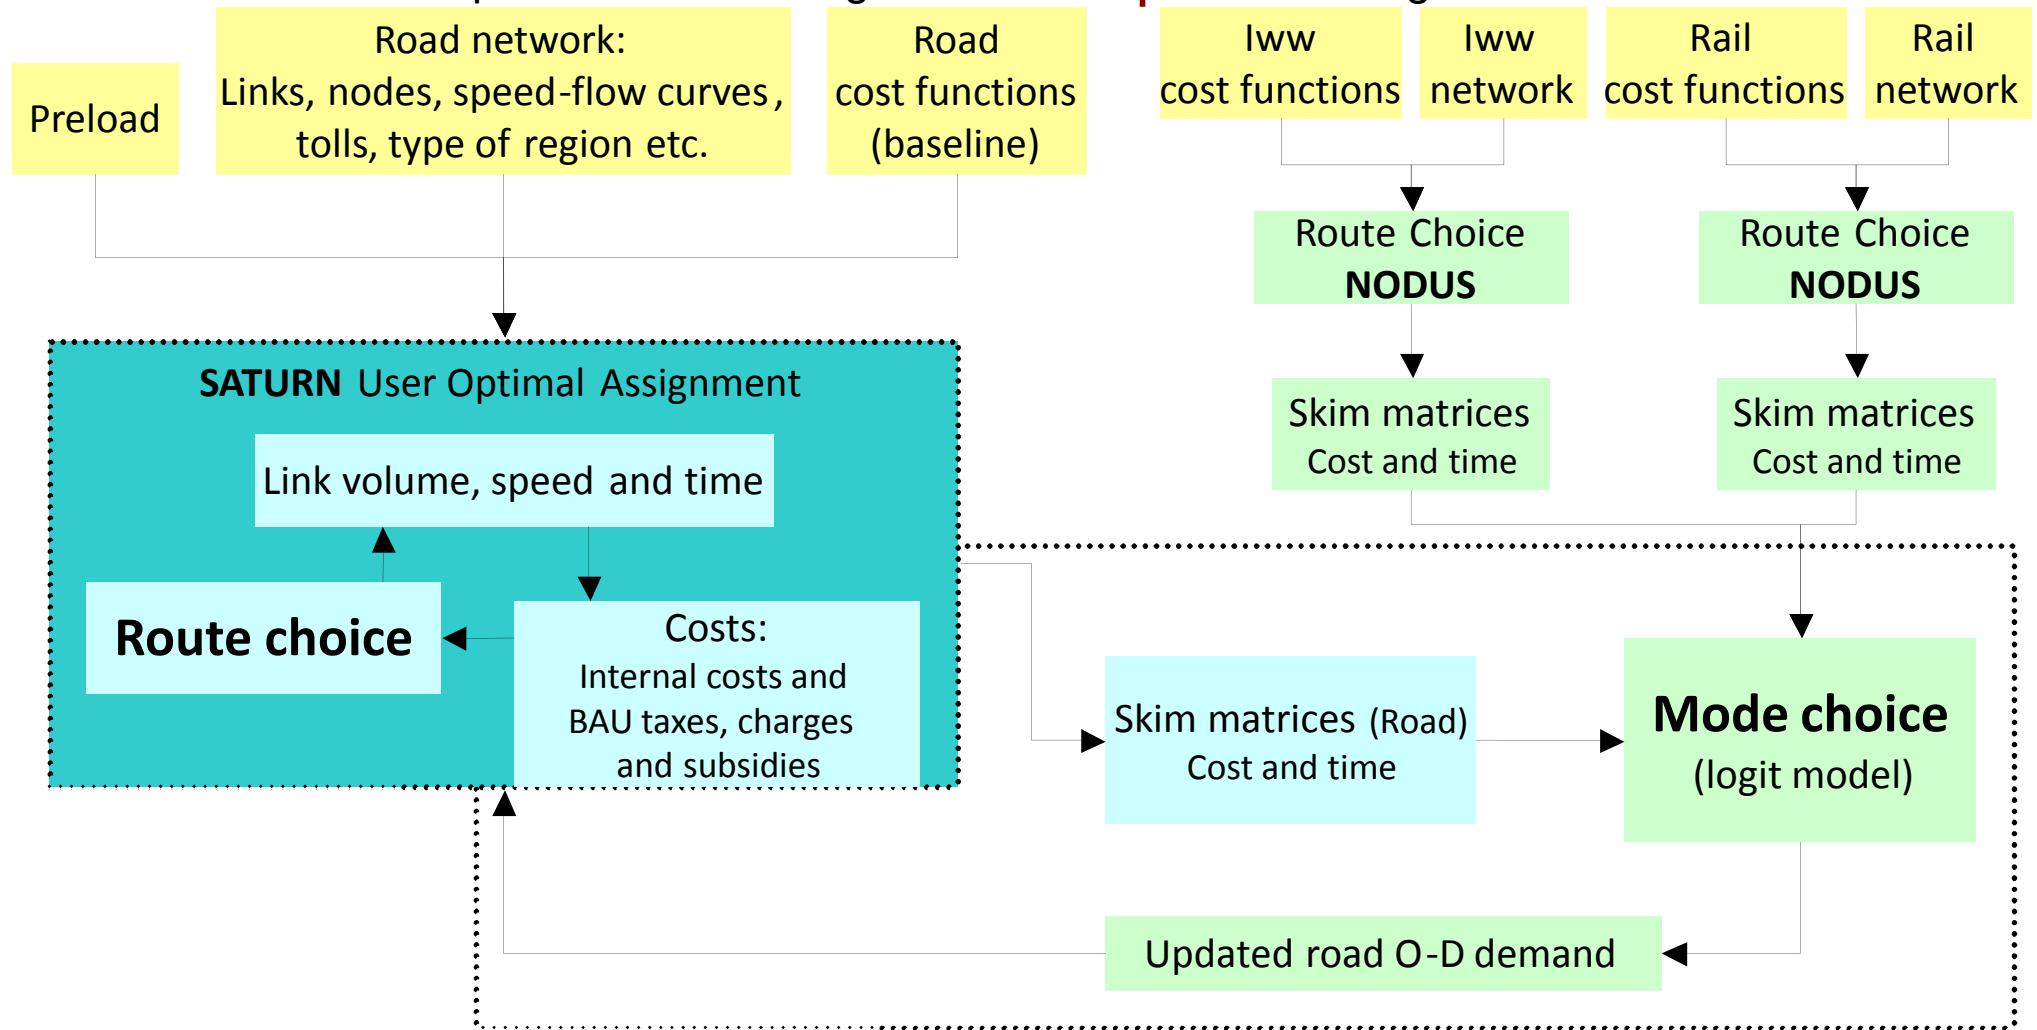 Preload
Road network:
Links, nodes, speed-flow curves,
tolls, type of region etc.
Road
cost functions
(baseline)
Iww
cost functions
Iww
network
Rail
cost functions
Rail
network
Route Choice
NODUS
Route Choice
NODUS
Skim matrices
Cost and time
Skim matrices
Cost and time
SATURN User Optimal Assignment
Link volume, speed and time
Route choice
Costs:
Internal costs and
BAU taxes, charges
and subsidies
Skim matrices (Road)
Cost and time
Mode choice
(logit model)
Updated road O-D demand